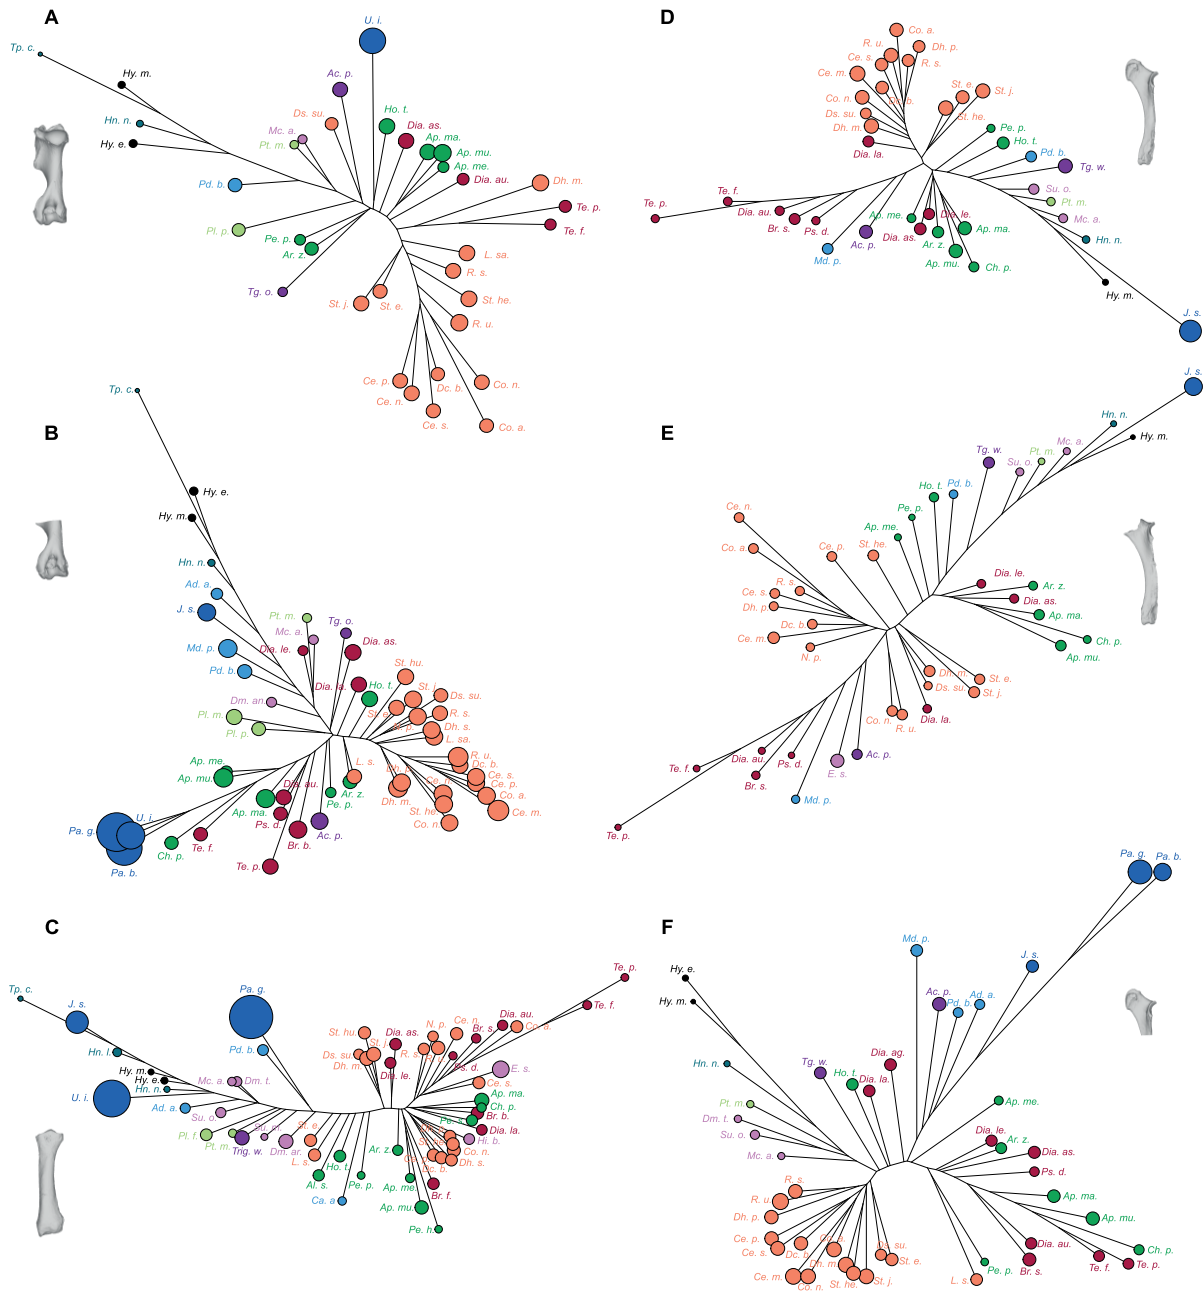 A
U. i.
Tp. c.
Hy. m.
Ac. p.
Hn. n.
Ds. su.
Ho. t.
Mc. a.
Dia. as.
Pt. m.
Ap. ma.
Hy. e.
Ap. mu.
Ap. me.
Pd. b.
Dia. au.
Dh. m.
Te. p.
Te. f.
Pl. p.
Pe. p.
Ar. z.
L. sa.
R. s.
Tg. o.
St. j.
St. e.
St. he.
R. u.
Ce. p.
Dc. b.
Co. n.
Ce. n.
Ce. s.
Co. a.
B
Tp. c.
Hy. e.
Hy. m.
Hn. n.
Ad. a.
J. s.
Pt. m.
Mc. a.
Tg. o.
Md. p.
Dia. le.
Dia. as.
Pd. b.
St. hu.
Dia. la.
Ho. t.
St. j.
Ds. su.
Dm. an.
St. e.
R. s.
Pt. m.
Dh. s.
Pl. p.
L. sa.
Ap. me.
Ap. mu.
L. s.
R. u.
Dc. b.
Ce. s.
Ce. p.
Dia. au.
Ar. z.
Co. a.
Ap. ma.
Pe. p.
Dh. m.
Ce. m.
Ps. d.
St. he.
Pa. g.
U. i.
Br. b.
Ac. p.
Co. n.
Ch. p.
Te. f.
Pa. b.
Te. p.
C
Tp. c.
J. s.
Pa. g.
Te. p.
Te. f.
Hn. l.
Pd. b.
St. hu.
St. j.
Dia. as.
N. p.
Ce. n.
Dia. au.
Co. a.
Br. s.
Ds. su.
Dh. m.
R. s.
Ps. d.
Dia. le.
E. s.
Hy. m.
Hy. e.
Hn. n.
Mc. a.
Dm. t.
Ce. s.
U. i.
Ad. a.
Su. o.
Ap. ma.
Ch. p.
Br. b.
Pe. s.
Dia. la.
Pl. f.
Pt. m.
Trig. w.
Dm. ar.
St. e.
Hi. b.
L. s.
Ar. z.
Co. n.
Dh. s.
Dc. b.
Ho. t.
Al. s.
Pe. p.
Ap. me.
Br. f.
Ca. a
Ap. mu.
Pe. h.
D
Co. a.
R. u.
Dh. p.
Ce. s.
R. s.
Ce. m.
St. e.
St. j.
Co. n.
Ds. su.
St. he.
Dh. m.
Pe. p.
Dia. la.
Ho. t.
Pd. b.
Tg. w.
Te. f.
Su. o.
Te. p.
Dia. au.
Pt. m.
Br. s.
Ps. d.
Ap. me.
Dia. le.
Mc. a.
Ap. ma.
Ac. p.
Dia. as.
Ar. z.
Hn. n.
Md. p.
Ap. mu.
Ch. p.
Hy. m.
J. s.
E
J. s.
Hn. n.
Hy. m.
Tg. w.
Mc. a.
Pt. m.
Su. o.
Ho. t.
Pd. b.
Ce. n.
Pe. p.
Ap. me.
Co. a.
Ce. p.
St. he.
Dia. le.
Ar. z.
R. s.
Ce. s.
Dh. p.
Dia. as.
Ap. ma.
Dc. b.
Ce. m.
N. p.
Ch. p.
Ap. mu.
Dh. m.
Ds. su.
St. e.
St. j.
Co. n.
R. u.
Dia. la.
Te. f.
Dia. au.
Ps. d.
Br. s.
E. s.
Ac. p.
Md. p.
Te. p.
F
Pa. g.
Pa. b.
Md. p.
J. s.
Hy. e.
Hy. m.
Ac. p.
Pd. b.
Ad. a.
Hn. n.
Tg. w.
Dia. ag.
Ho. t.
Dia. la.
Pt. m.
Dm. t.
Su. o.
Ap. me.
Mc. a.
Dia. le.
Ar. z.
Dia. as.
Ps. d.
R. s.
R. u.
Dh. p.
Ap. ma.
Ap. mu.
Ce. p.
Ce. s.
Dc. b.
Ds. su.
St. e.
Dia. au.
Br. s.
Ch. p.
Te. f.
Te. p.
Dh. m.
Ce. m.
Co. n.
St. he.
St. j.
L. s.
Pe. p.